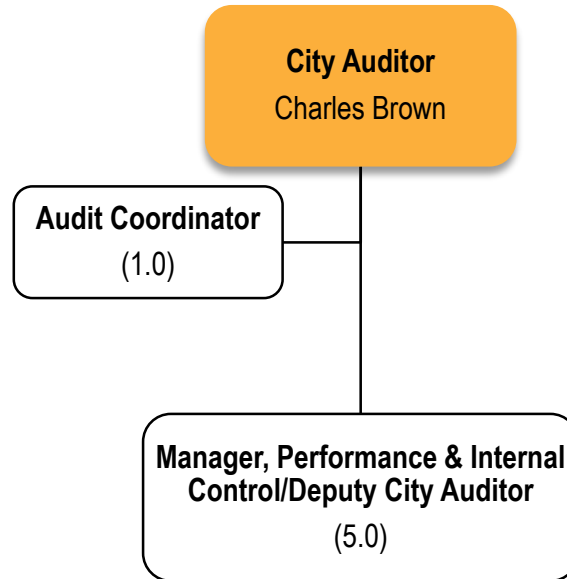 City Auditor
Charles Brown
Audit Coordinator
(1.0)
Manager, Performance & Internal
Control/Deputy City Auditor
(5.0)